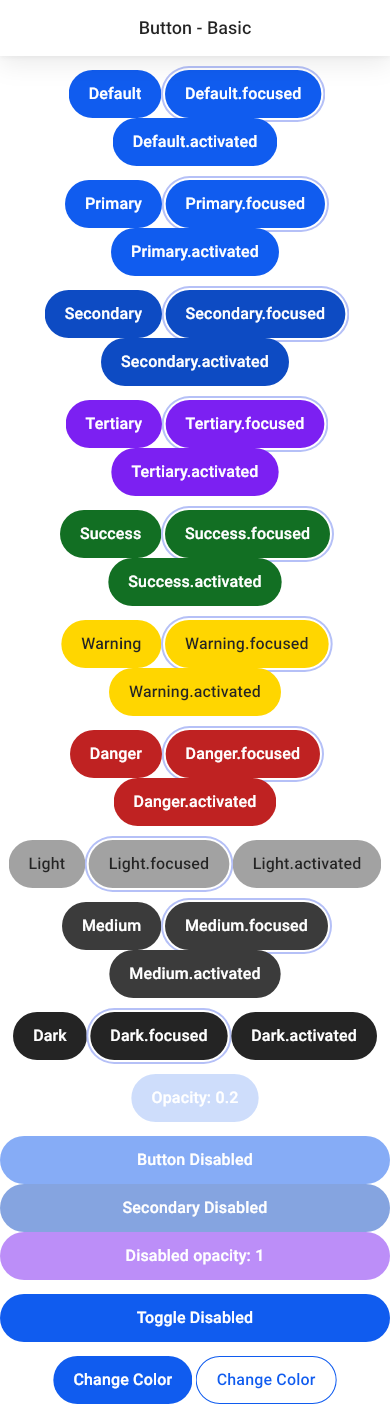 Button - Basic
Default Default.focused
Default.activated
Primary Primary.focused
Primary.activated
Secondary Secondary.focused
Secondary.activated
Tertiary Tertiary.focused
Tertiary.activated
Success Success.focused
Success.activated
Warning Warning.focused
Warning.activated
Danger Danger.focused
Danger.activated
Light Light.focused Light.activated
Medium Medium.focused
Medium.activated
Dark Dark.focused Dark.activated
Opacity: 0.2
Button Disabled
Secondary Disabled
Disabled opacity: 1
Toggle Disabled
Change Color Change Color